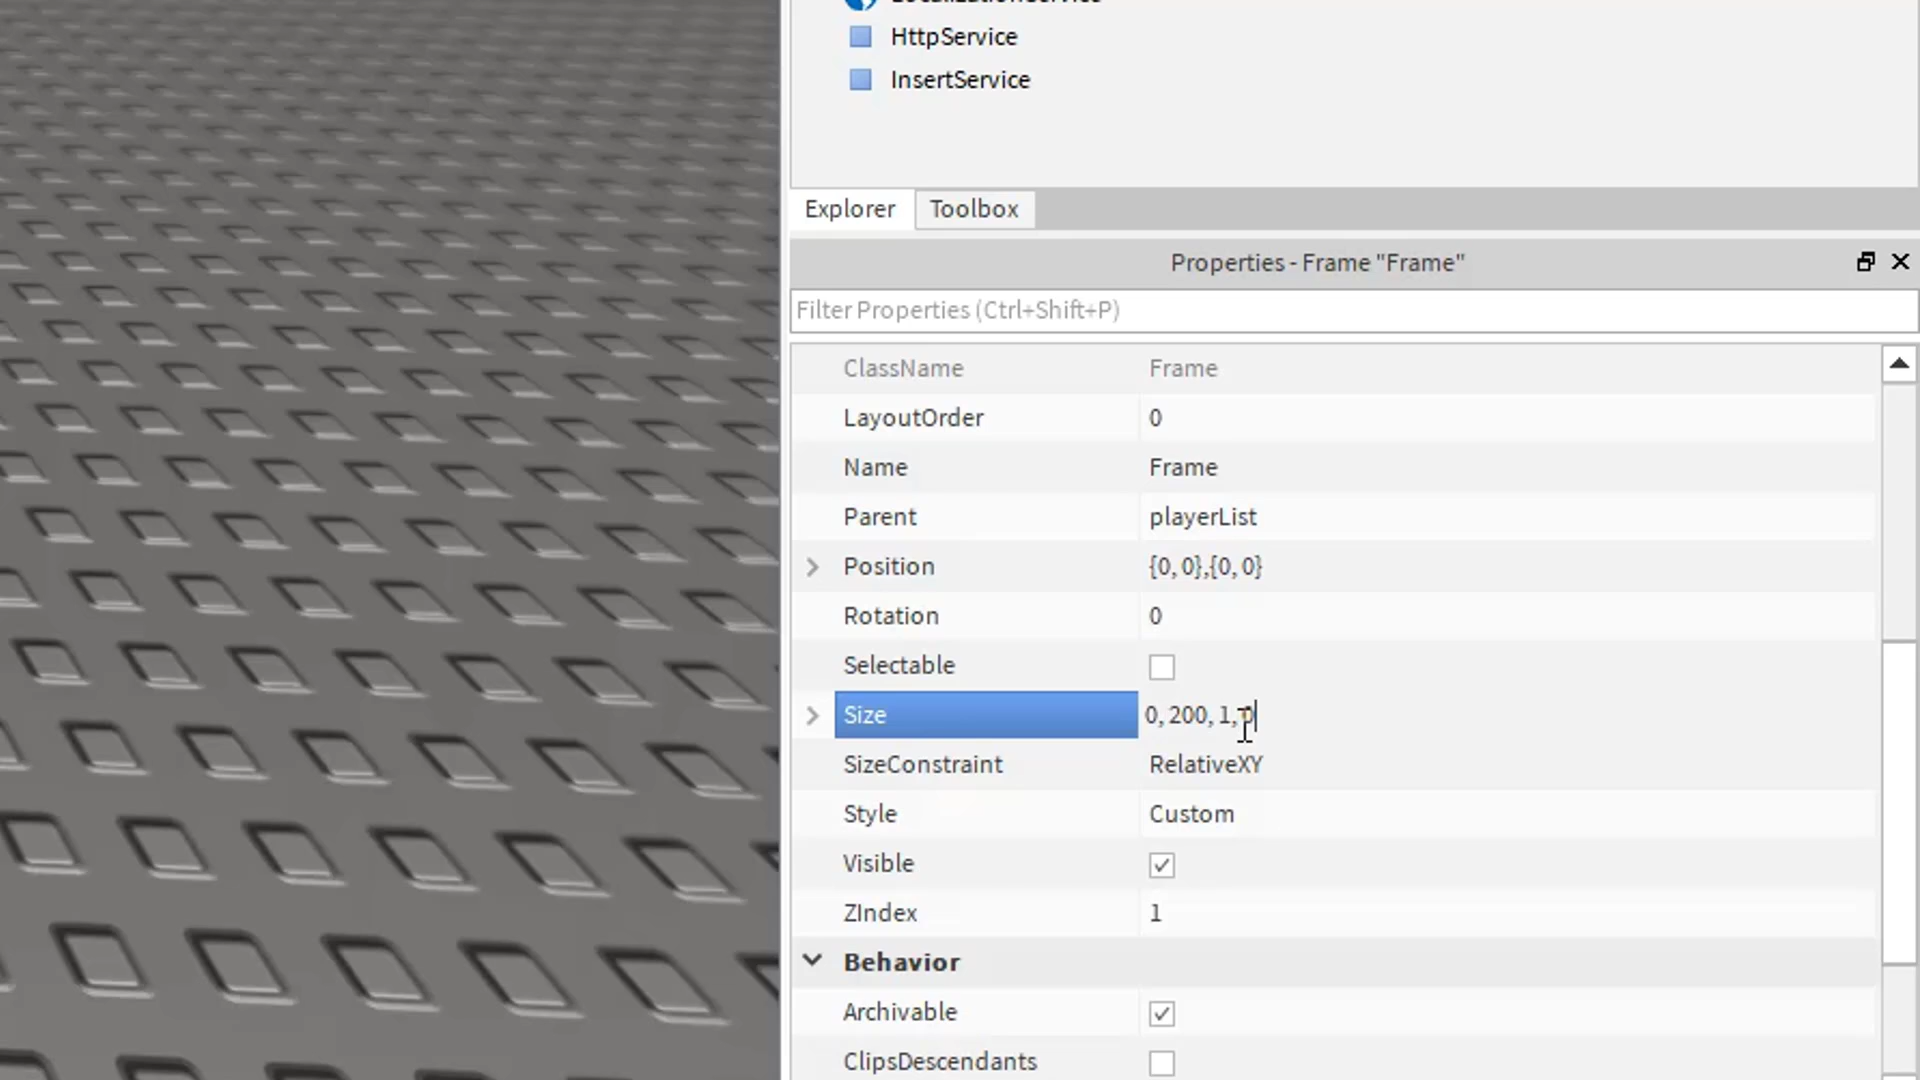 LocalizationService
HttpService
InsertService
Explorer Toolbox
Properties - Frame "Frame"
Filter Properties (Ctrl+Shift+P)
ClassName Frame
LayoutOrder 0
Name Frame
Parent playerList
Position {0, 0},{0, 0}
Rotation 0
Selectable
Size 0, 200, 1, 0
SizeConstraint RelativeXY
Style Custom
Visible
ZIndex 1
Behavior
Archivable
ClipsDescendants